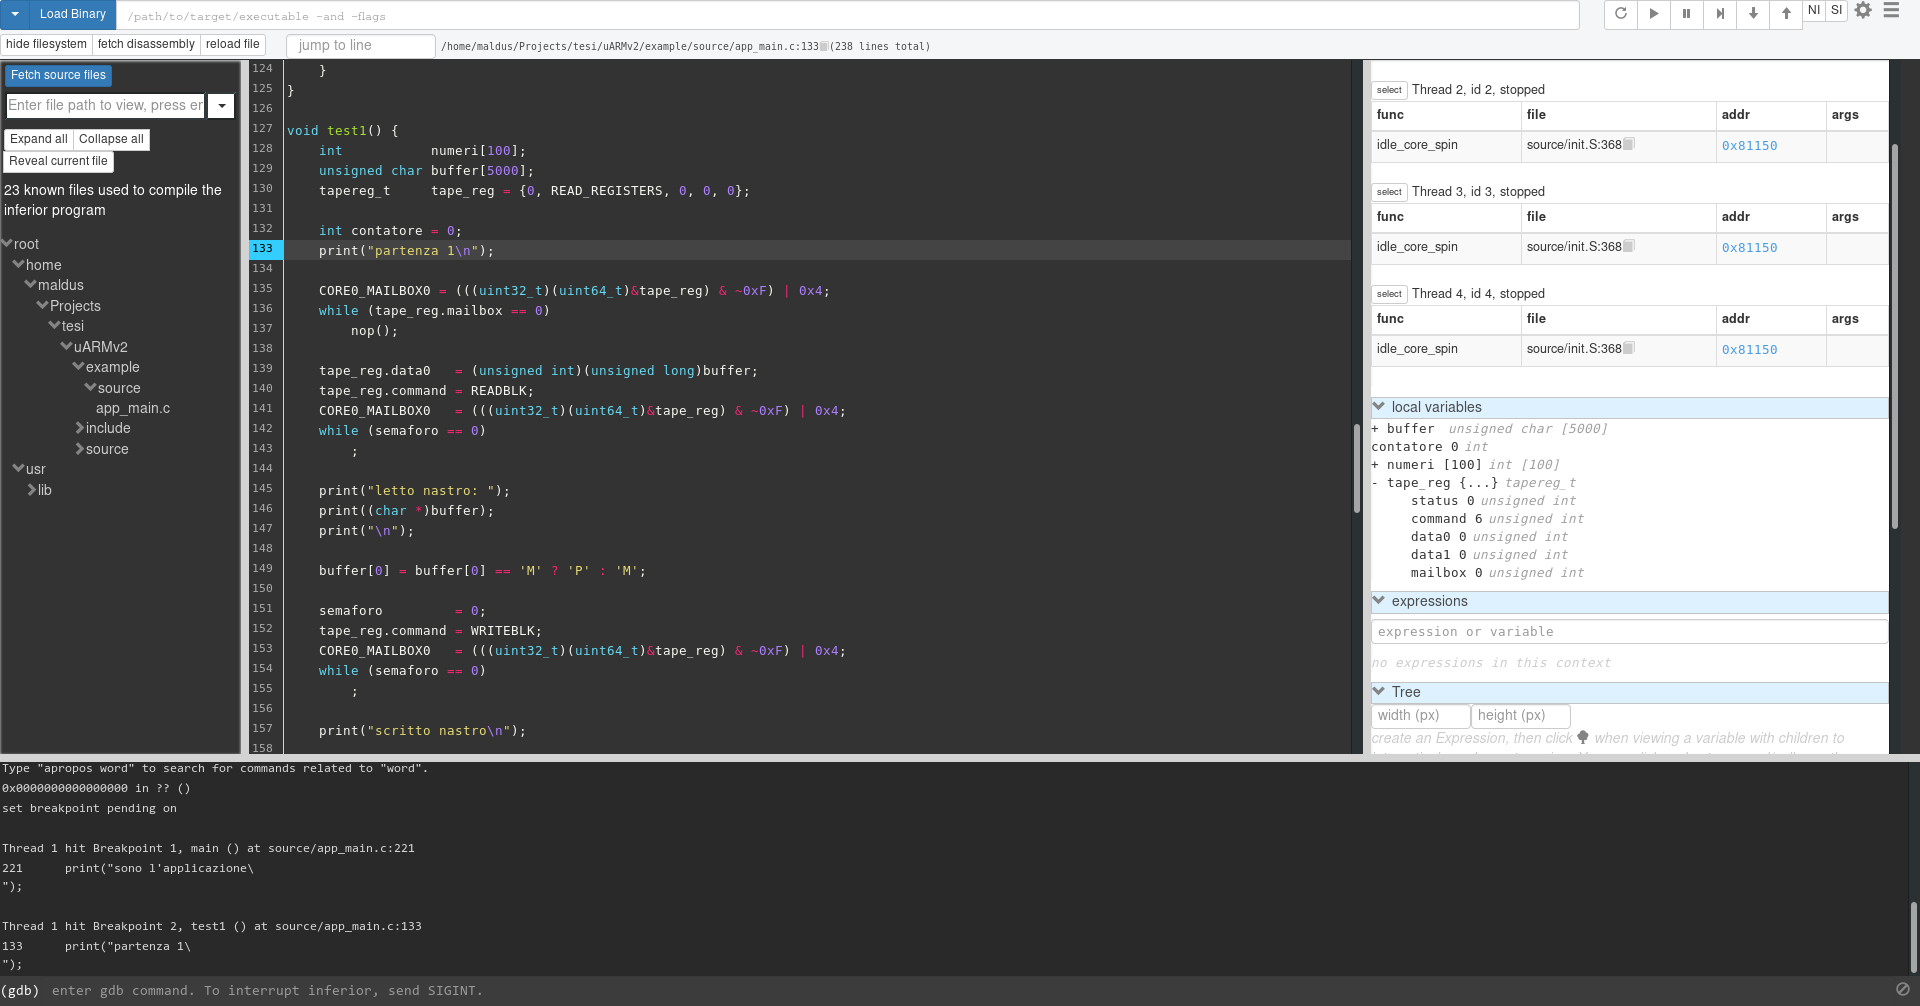 Load Binary
/path/to/target/executable -and -flags
NI SI
hide filesystem fetch disassembly reload file
jump to line
/home/maldus/Projects/tesi/uARMv2/example/source/app_main.c:133 (238 lines total)
Fetch source files
Enter file path to view, press er
Expand all Collapse all
Reveal current file
23 known files used to compile the
inferior program
root
home
maldus
Projects
tesi
uARMv2
example
source
app_main.c
include
source
usr
lib
124     }
125 }
126
127 void test1() {
128     int           numeri[100];
129     unsigned char buffer[5000];
130     tapereg_t     tape_reg = {0, READ_REGISTERS, 0, 0, 0};
131
132     int contatore = 0;
133     print("partenza 1\n");
134
135     CORE0_MAILBOX0 = (((uint32_t)(uint64_t)&tape_reg) & ~0xF) | 0x4;
136     while (tape_reg.mailbox == 0)
137         nop();
138
139     tape_reg.data0   = (unsigned int)(unsigned long)buffer;
140     tape_reg.command = READBLK;
141     CORE0_MAILBOX0   = (((uint32_t)(uint64_t)&tape_reg) & ~0xF) | 0x4;
142     while (semaforo == 0)
143         ;
144
145     print("letto nastro: ");
146     print((char *)buffer);
147     print("\n");
148
149     buffer[0] = buffer[0] == 'M' ? 'P' : 'M';
150
151     semaforo         = 0;
152     tape_reg.command = WRITEBLK;
153     CORE0_MAILBOX0   = (((uint32_t)(uint64_t)&tape_reg) & ~0xF) | 0x4;
154     while (semaforo == 0)
155         ;
156
157     print("scritto nastro\n");
158
select Thread 2, id 2, stopped
func file addr args
idle_core_spin source/init.S:368 0x81150
select Thread 3, id 3, stopped
func file addr args
idle_core_spin source/init.S:368 0x81150
select Thread 4, id 4, stopped
func file addr args
idle_core_spin source/init.S:368 0x81150
local variables
+ buffer unsigned char [5000]
contatore 0 int
+ numeri [100] int [100]
- tape_reg {...} tapereg_t
status 0 unsigned int
command 6 unsigned int
data0 0 unsigned int
data1 0 unsigned int
mailbox 0 unsigned int
expressions
expression or variable
no expressions in this context
Tree
width (px) height (px)
create an Expression, then click when viewing a variable with children to
Type "apropos word" to search for commands related to "word".
0x0000000000000000 in ?? ()
set breakpoint pending on
Thread 1 hit Breakpoint 1, main () at source/app_main.c:221
221      print("sono l'applicazione\
");
Thread 1 hit Breakpoint 2, test1 () at source/app_main.c:133
133      print("partenza 1\
");
(gdb) enter gdb command. To interrupt inferior, send SIGINT.